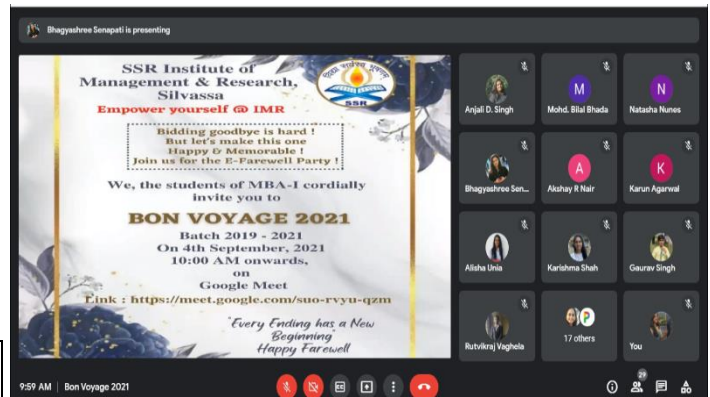 Bhagyashree Senapati is presenting
SSR Institute of
Management & Research,
Silvassa
Empower yourself @ IMR
SSR
Bidding goodbye is hard !
But let's make this one
Happy & Memorable !
Join us for the E-Farewell Party !
We, the students of MBA-I cordially
invite you to
BON VOYAGE 2021
Batch 2019 - 2021
On 4th September, 2021
10:00 AM onwards,
on
Google Meet
Link : https://meet.google.com/suo-rvyu-qzm
"Every Ending has a New
Beginning
Happy Farewell
Anjali D. Singh
M
Mohd. Bilal Bhada
N
Natasha Nunes
Bhagyashree Sen...
A
Akshay R Nair
K
Karun Agarwal
Alisha Unia
Karishma Shah
Gaurav Singh
Rutvikraj Vaghela
P
17 others
You
9:59 AM | Bon Voyage 2021
CC
29